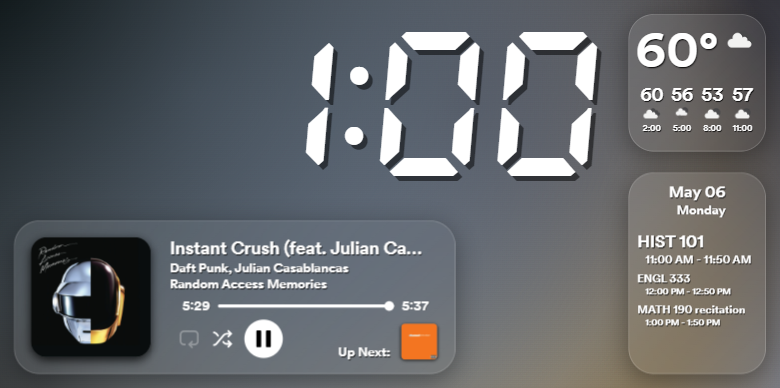 1:00
60°
60 56 53 57
2:00 5:00 8:00 11:00
May 06
Monday
HIST 101
11:00 AM - 11:50 AM
ENGL 333
12:00 PM - 12:50 PM
MATH 190 recitation
1:00 PM - 1:50 PM
Instant Crush (feat. Julian Ca...
Daft Punk, Julian Casablancas
Random Access Memories
5:29 5:37
Up Next: